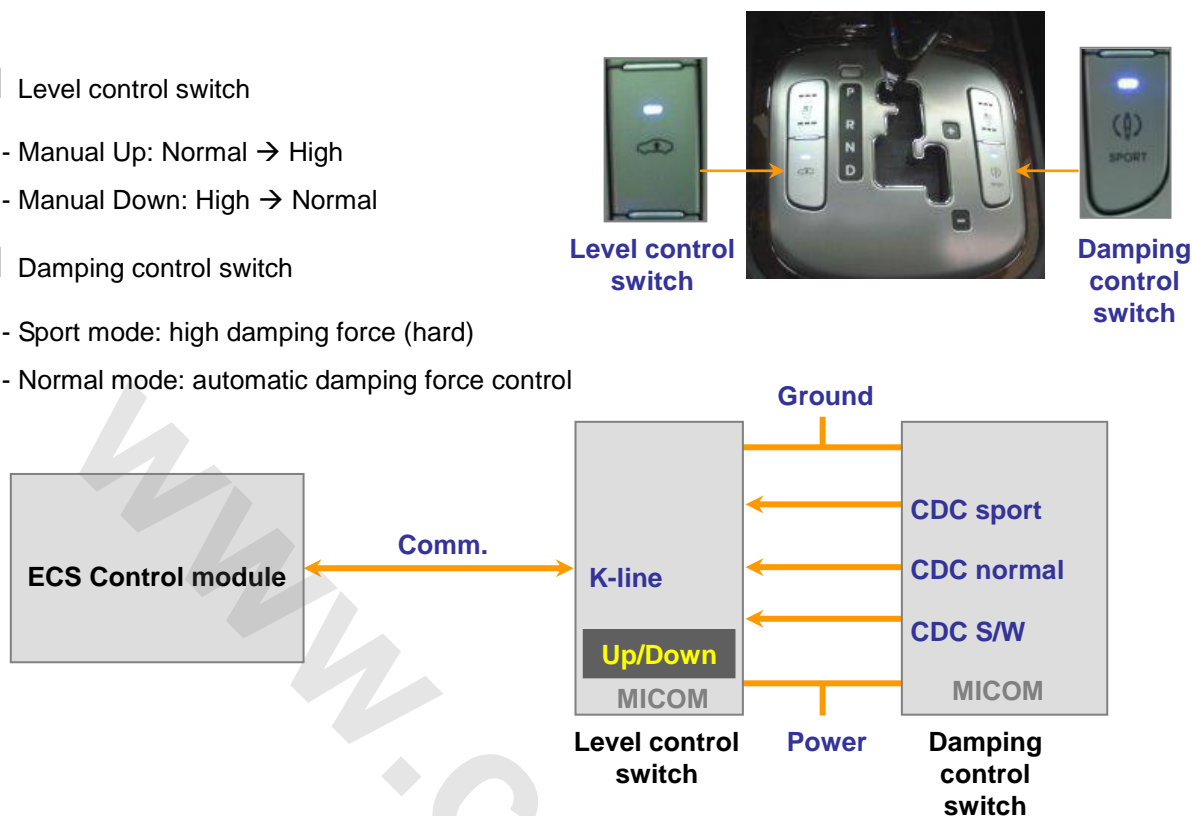 Level control switch
- Manual Up: Normal → High
- Manual Down: High → Normal
Damping control switch
- Sport mode: high damping force (hard)
- Normal mode: automatic damping force control
P
R
N
D
+
-
SPORT
Level control
switch
Damping
control
switch
Ground
ECS Control module
Comm.
K-line
Up/Down
MICOM
CDC sport
CDC normal
CDC S/W
MICOM
Level control
switch
Power
Damping
control
switch
www.c